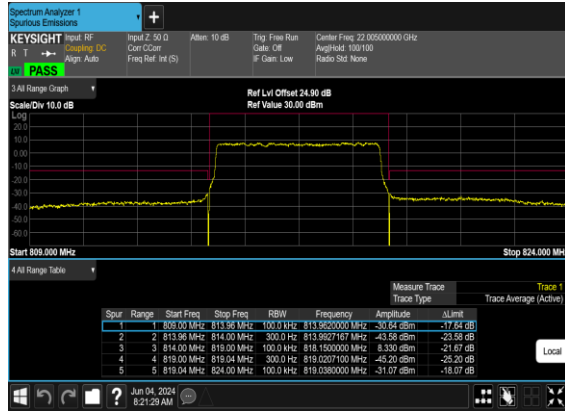 Spectrum Analyzer 1
Spurious Emissions
KEYSIGHT Input: RF Input Z: 50 Ω Atten: 10 dB Trig: Free Run Center Freq: 22.005000000 GHz
R T Coupling: DC Corr CCorr Gate: Off Avg|Hold: 100/100
Align: Auto Freq Ref: Int (S) IF Gain: Low Radio Std: None
PASS
3 All Range Graph
Ref Lvl Offset 24.90 dB
Scale/Div 10.0 dB Ref Value 30.00 dBm
Log
20.0
10.0
0.00
-10.0
-20.0
-30.0
-40.0
-50.0
-60.0
Start 809.000 MHz Stop 824.000 MHz
4 All Range Table
Measure Trace Trace 1
Trace Type Trace Average (Active)
Spur Range Start Freq Stop Freq RBW Frequency Amplitude ΔLimit
1 1 809.00 MHz 813.96 MHz 100.0 kHz 813.9620000 MHz -30.64 dBm -17.64 dB
2 2 813.96 MHz 814.00 MHz 300.0 Hz 813.9927167 MHz -43.58 dBm -23.58 dB
3 3 814.00 MHz 819.00 MHz 100.0 kHz 818.1500000 MHz 8.330 dBm -21.67 dB
4 4 819.00 MHz 819.04 MHz 300.0 Hz 819.0207100 MHz -45.20 dBm -25.20 dB
5 5 819.04 MHz 824.00 MHz 100.0 kHz 819.0380000 MHz -31.07 dBm -18.07 dB
Local
Jun 04, 2024
8:21:29 AM